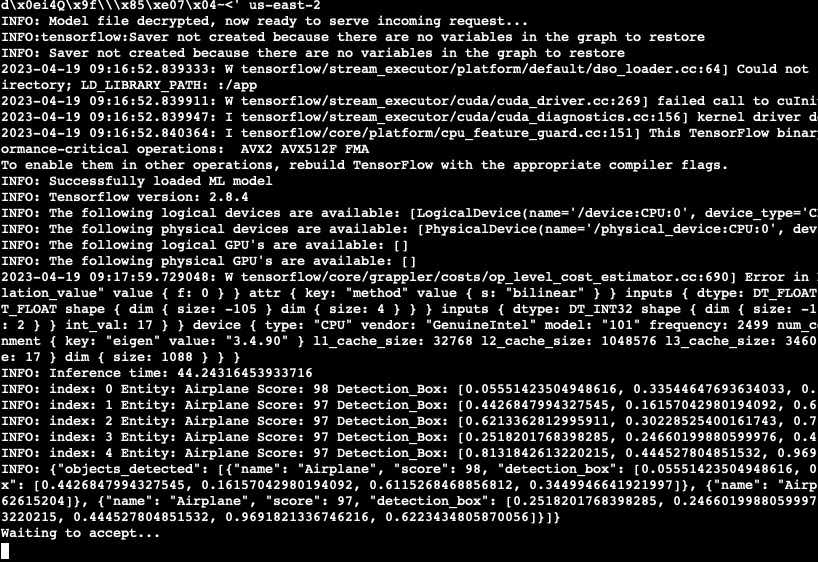 d\x0ei4Q\x9f\\\x85\xe07\x04~<' us-east-2
INFO: Model file decrypted, now ready to serve incoming request...
INFO:tensorflow:Saver not created because there are no variables in the graph to restore
INFO: Saver not created because there are no variables in the graph to restore
2023-04-19 09:16:52.839333: W tensorflow/stream_executor/platform/default/dso_loader.cc:64] Could not
irectory; LD_LIBRARY_PATH: :/app
2023-04-19 09:16:52.839911: W tensorflow/stream_executor/cuda/cuda_driver.cc:269] failed call to cuIni
2023-04-19 09:16:52.839947: I tensorflow/stream_executor/cuda/cuda_diagnostics.cc:156] kernel driver d
2023-04-19 09:16:52.840364: I tensorflow/core/platform/cpu_feature_guard.cc:151] This TensorFlow binar
ormance-critical operations:  AVX2 AVX512F FMA
To enable them in other operations, rebuild TensorFlow with the appropriate compiler flags.
INFO: Successfully loaded ML model
INFO: Tensorflow version: 2.8.4
INFO: The following logical devices are available: [LogicalDevice(name='/device:CPU:0', device_type='C
INFO: The following physical devices are available: [PhysicalDevice(name='/physical_device:CPU:0', dev
INFO: The following logical GPU's are available: []
INFO: The following physical GPU's are available: []
2023-04-19 09:17:59.729048: W tensorflow/core/grappler/costs/op_level_cost_estimator.cc:690] Error in
lation_value" value { f: 0 } } attr { key: "method" value { s: "bilinear" } } inputs { dtype: DT_FLOAT
T_FLOAT shape { dim { size: -105 } dim { size: 4 } } } inputs { dtype: DT_INT32 shape { dim { size: -1
: 2 } } int_val: 17 } } device { type: "CPU" vendor: "GenuineIntel" model: "101" frequency: 2499 num_c
nment { key: "eigen" value: "3.4.90" } l1_cache_size: 32768 l2_cache_size: 1048576 l3_cache_size: 3460
e: 17 } dim { size: 1088 } } }
INFO: Inference time: 44.24316453933716
INFO: index: 0 Entity: Airplane Score: 98 Detection_Box: [0.05551423504948616, 0.33544647693634033, 0.
INFO: index: 1 Entity: Airplane Score: 97 Detection_Box: [0.4426847994327545, 0.16157042980194092, 0.6
INFO: index: 2 Entity: Airplane Score: 97 Detection_Box: [0.6213362812995911, 0.30228525400161743, 0.7
INFO: index: 3 Entity: Airplane Score: 97 Detection_Box: [0.2518201768398285, 0.24660199880599976, 0.4
INFO: index: 4 Entity: Airplane Score: 97 Detection_Box: [0.8131842613220215, 0.444527804851532, 0.969
INFO: {"objects_detected": [{"name": "Airplane", "score": 98, "detection_box": [0.05551423504948616, 0
x": [0.4426847994327545, 0.16157042980194092, 0.6115268468856812, 0.3449946641921997]}, {"name": "Airp
62615204]}, {"name": "Airplane", "score": 97, "detection_box": [0.2518201768398285, 0.2466019988059997
3220215, 0.444527804851532, 0.9691821336746216, 0.6223434805870056]}]}
Waiting to accept...